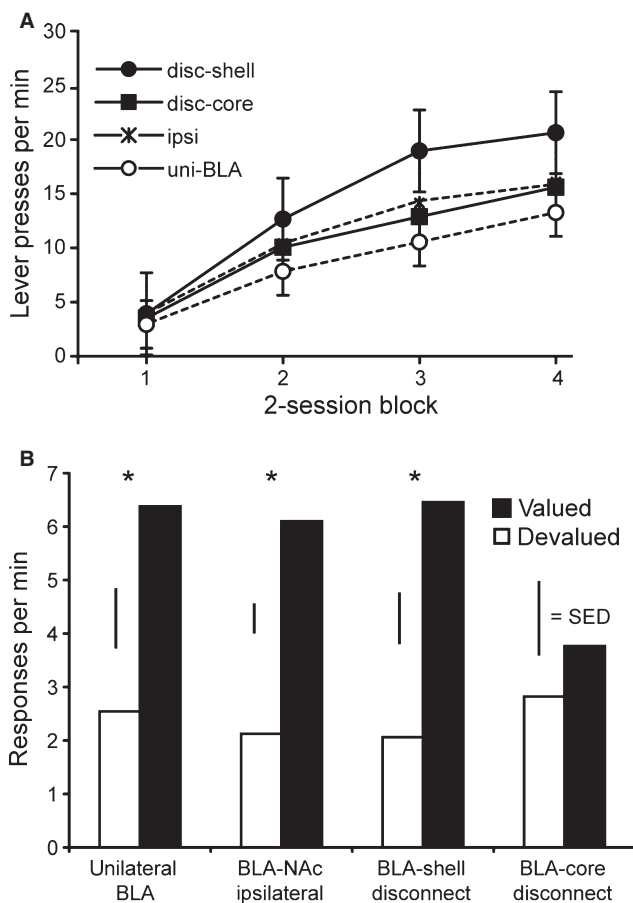 A
30
25
20
15
10
5
0
Lever presses per min
disc-shell
disc-core
ipsi
uni-BLA
1 2 3 4
2-session block
B
7
6
5
4
3
2
1
0
Responses per min
* * *
Valued
Devalued
= SED
Unilateral BLA-NAc BLA-shell BLA-core
BLA ipsilateral disconnect disconnect